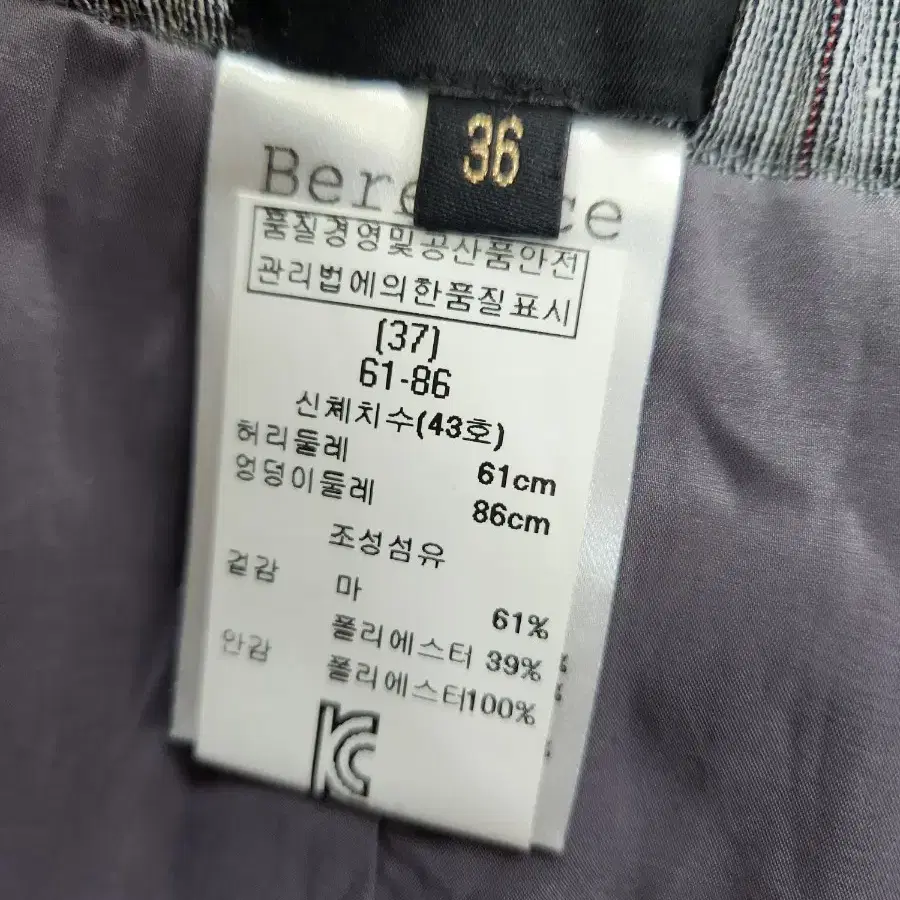 36
품질경영및공산품안전
관리법에의한품질표시
(37)
61-86
신체치수(43호)
허리둘레 61cm
엉덩이둘레 86cm
조성섬유
겉감 마 61%
폴리에스터 39%
안감 폴리에스터100%